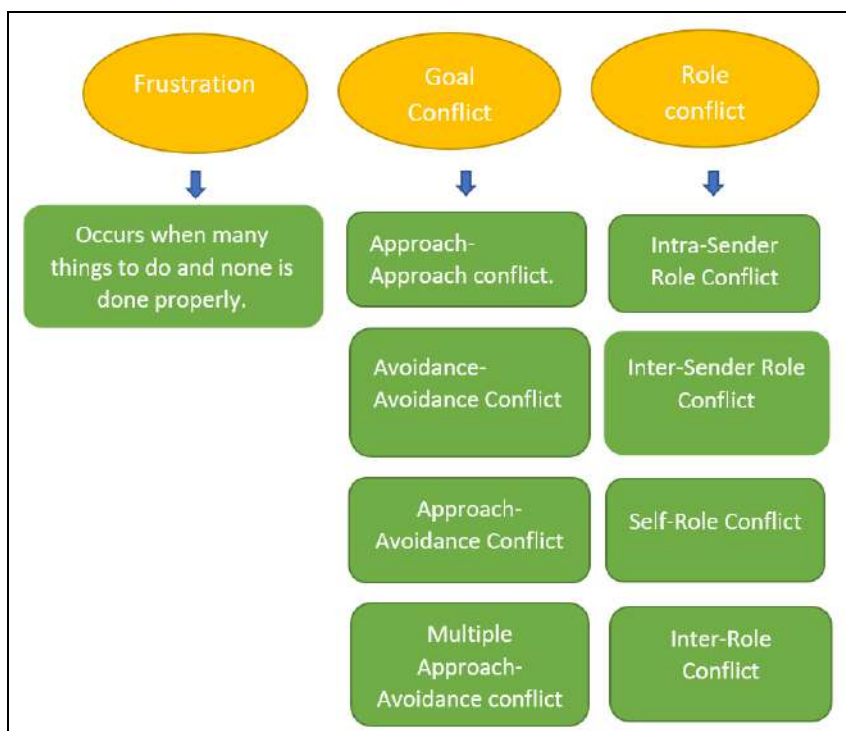 Frustration
Occurs when many
things to do and none is
done properly.
Goal
Conflict
Approach-
Approach conflict.
Avoidance-
Avoidance Conflict
Approach-
Avoidance Conflict
Multiple
Approach-
Avoidance conflict
Role
conflict
Intra-Sender
Role Conflict
Inter-Sender Role
Conflict
Self-Role Conflict
Inter-Role
Conflict